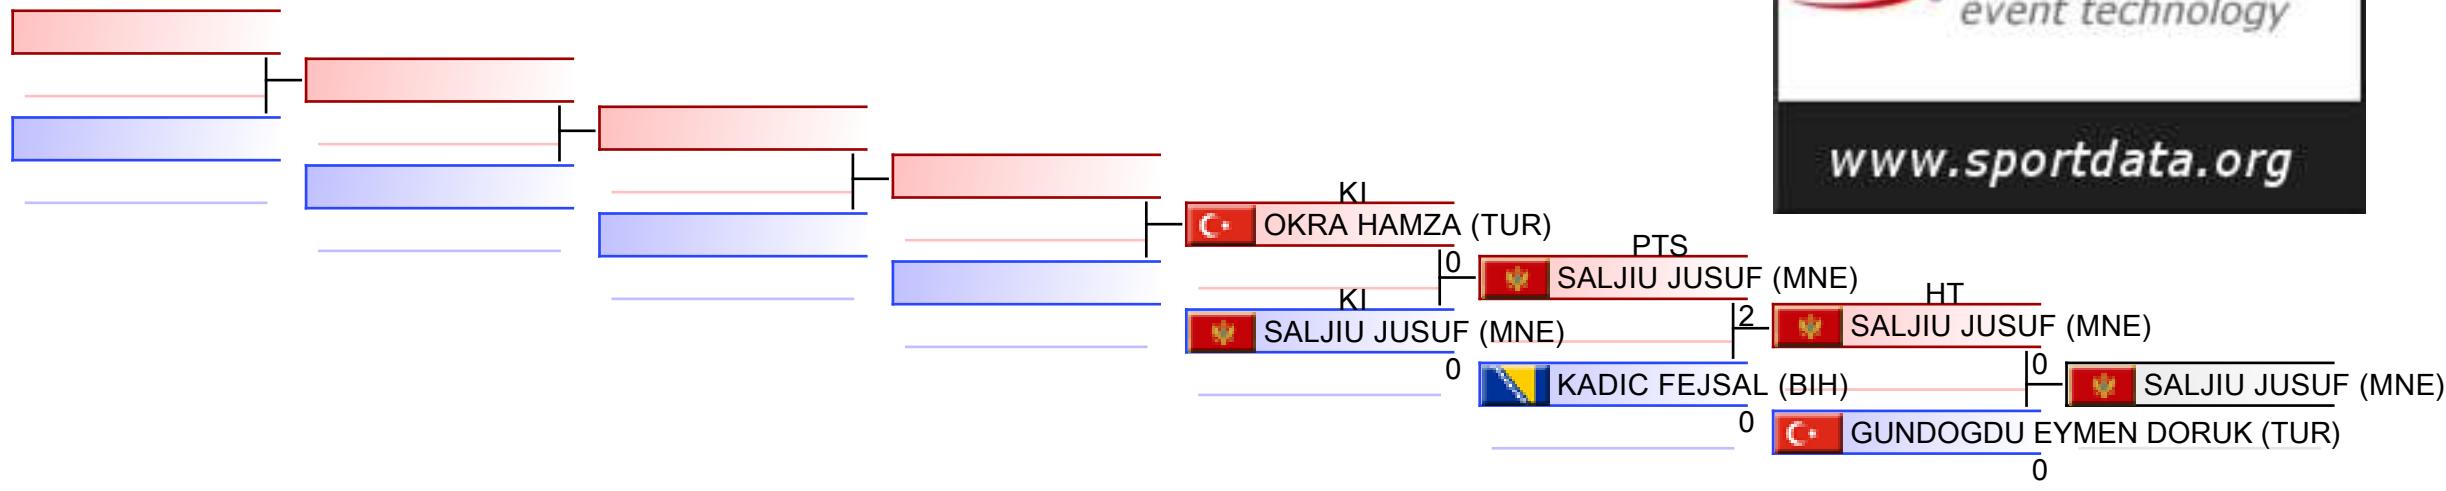 event technology
www.sportdata.org
KI
OKRA HAMZA (TUR)
0
KI
SALJIU JUSUF (MNE)
0
PTS
SALJIU JUSUF (MNE)
2
KADIC FEJSAL (BIH)
0
HT
SALJIU JUSUF (MNE)
0
GUNDOGDU EYMEN DORUK (TUR)
0
SALJIU JUSUF (MNE)